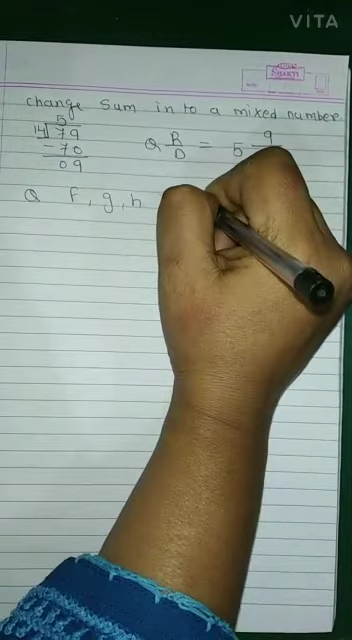 VITA
change sum in to a mixed number
5
14 79
- 70
09
Q R/D = 5 9
Q F, g, h